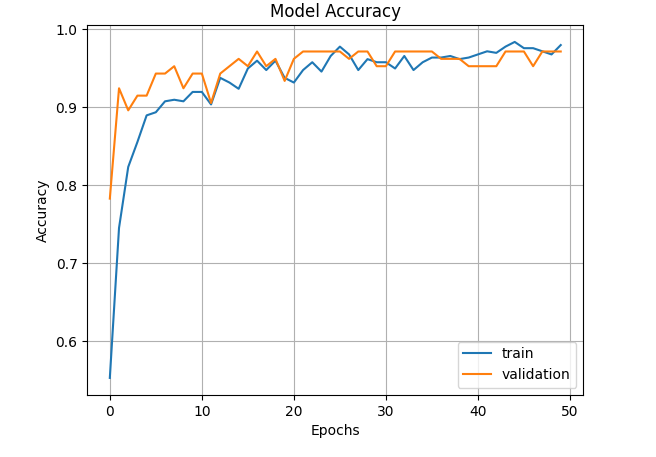 Model Accuracy
1.0
0.9
0.8
0.7
0.6
Accuracy
0 10 20 30 40 50
Epochs
train
validation